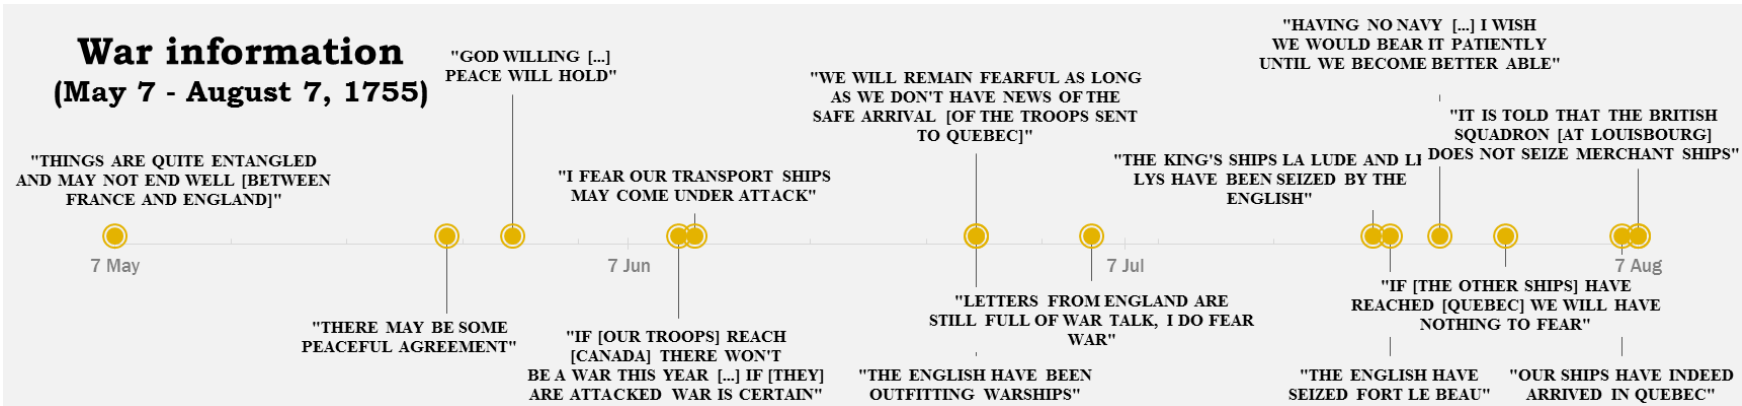 War information
(May 7 - August 7, 1755)
"THINGS ARE QUITE ENTANGLED
AND MAY NOT END WELL [BETWEEN
FRANCE AND ENGLAND]"
"GOD WILLING [...]
PEACE WILL HOLD"
"I FEAR OUR TRANSPORT SHIPS
MAY COME UNDER ATTACK"
"WE WILL REMAIN FEARFUL AS LONG
AS WE DON'T HAVE NEWS OF THE
SAFE ARRIVAL [OF THE TROOPS SENT
TO QUEBEC]"
"THE KING'S SHIPS LA LUDE AND LE
LYS HAVE BEEN SEIZED BY THE
ENGLISH"
"HAVING NO NAVY [...] I WISH
WE WOULD BEAR IT PATIENTLY
UNTIL WE BECOME BETTER ABLE"
"IT IS TOLD THAT THE BRITISH
SQUADRON [AT LOUISBOURG]
DOES NOT SEIZE MERCHANT SHIPS"
7 May
7 Jun
7 Jul
7 Aug
"THERE MAY BE SOME
PEACEFUL AGREEMENT"
"IF [OUR TROOPS] REACH
[CANADA] THERE WON'T
BE A WAR THIS YEAR [...] IF [THEY]
ARE ATTACKED WAR IS CERTAIN"
"LETTERS FROM ENGLAND ARE
STILL FULL OF WAR TALK, I DO FEAR
WAR"
"THE ENGLISH HAVE BEEN
OUTFITTING WARSHIPS"
"IF [THE OTHER SHIPS] HAVE
REACHED [QUEBEC] WE WILL HAVE
NOTHING TO FEAR"
"THE ENGLISH HAVE
SEIZED FORT LE BEAU"
"OUR SHIPS HAVE INDEED
ARRIVED IN QUEBEC"